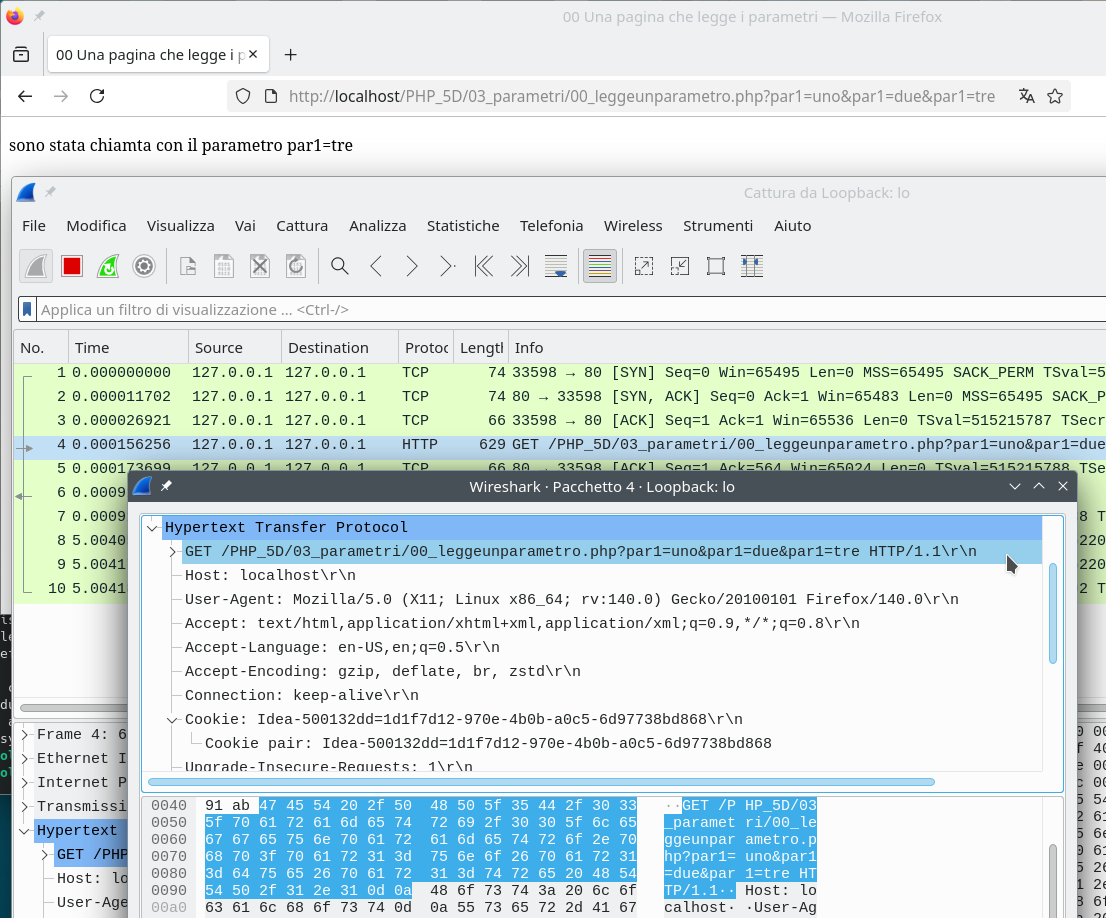 00 Una pagina che legge i parametri — Mozilla Firefox
00 Una pagina che legge i p
http://localhost/PHP_5D/03_parametri/00_leggeunparametro.php?par1=uno&par1=due&par1=tre
sono stata chiamta con il parametro par1=tre
Cattura da Loopback: lo
File Modifica Visualizza Vai Cattura Analizza Statistiche Telefonia Wireless Strumenti Aiuto
Applica un filtro di visualizzazione ... <Ctrl-/>
No. Time Source Destination Protoc Lengtl Info
1 0.000000000 127.0.0.1 127.0.0.1 TCP 74 33598 → 80 [SYN] Seq=0 Win=65495 Len=0 MSS=65495 SACK_PERM TSval=5
2 0.000011702 127.0.0.1 127.0.0.1 TCP 74 80 → 33598 [SYN, ACK] Seq=0 Ack=1 Win=65483 Len=0 MSS=65495 SACK_P
3 0.000026921 127.0.0.1 127.0.0.1 TCP 66 33598 → 80 [ACK] Seq=1 Ack=1 Win=65536 Len=0 TSval=515215787 TSecr
4 0.000156256 127.0.0.1 127.0.0.1 HTTP 629 GET /PHP_5D/03_parametri/00_leggeunparametro.php?par1=uno&par1=due
5 0.000173699 127.0.0.1 127.0.0.1 TCP 66 80 → 33598 [ACK] Seq=1 Ack=564 Win=65024 Len=0 TSval=515215788 TSe
6 0.0009
7 0.0009
8 5.0040
9 5.0041
10 5.0041
Wireshark · Pacchetto 4 · Loopback: lo
Hypertext Transfer Protocol
GET /PHP_5D/03_parametri/00_leggeunparametro.php?par1=uno&par1=due&par1=tre HTTP/1.1\r\n
Host: localhost\r\n
User-Agent: Mozilla/5.0 (X11; Linux x86_64; rv:140.0) Gecko/20100101 Firefox/140.0\r\n
Accept: text/html,application/xhtml+xml,application/xml;q=0.9,*/*;q=0.8\r\n
Accept-Language: en-US,en;q=0.5\r\n
Accept-Encoding: gzip, deflate, br, zstd\r\n
Connection: keep-alive\r\n
Cookie: Idea-500132dd=1d1f7d12-970e-4b0b-a0c5-6d97738bd868\r\n
Cookie pair: Idea-500132dd=1d1f7d12-970e-4b0b-a0c5-6d97738bd868
Upgrade-Insecure-Requests: 1\r\n
Frame 4: 6
Ethernet I
Internet P
Transmissi
Hypertext
GET /PHP
Host: lo
User-Age
0040 91 ab 47 45 54 20 2f 50 48 50 5f 35 44 2f 30 33 ··GET /P HP_5D/03
0050 5f 70 61 72 61 6d 65 74 72 69 2f 30 30 5f 6c 65 _paramet ri/00_le
0060 67 67 65 75 6e 70 61 72 61 6d 65 74 72 6f 2e 70 ggeunpar ametro.p
0070 68 70 3f 70 61 72 31 3d 75 6e 6f 26 70 61 72 31 hp?par1= uno&par1
0080 3d 64 75 65 26 70 61 72 31 3d 74 72 65 20 48 54 =due&par 1=tre HT
0090 54 50 2f 31 2e 31 0d 0a 48 6f 73 74 3a 20 6c 6f TP/1.1·· Host: lo
00a0 63 61 6c 68 6f 73 74 0d 0a 55 73 65 72 2d 41 67 calhost· ·User-Ag